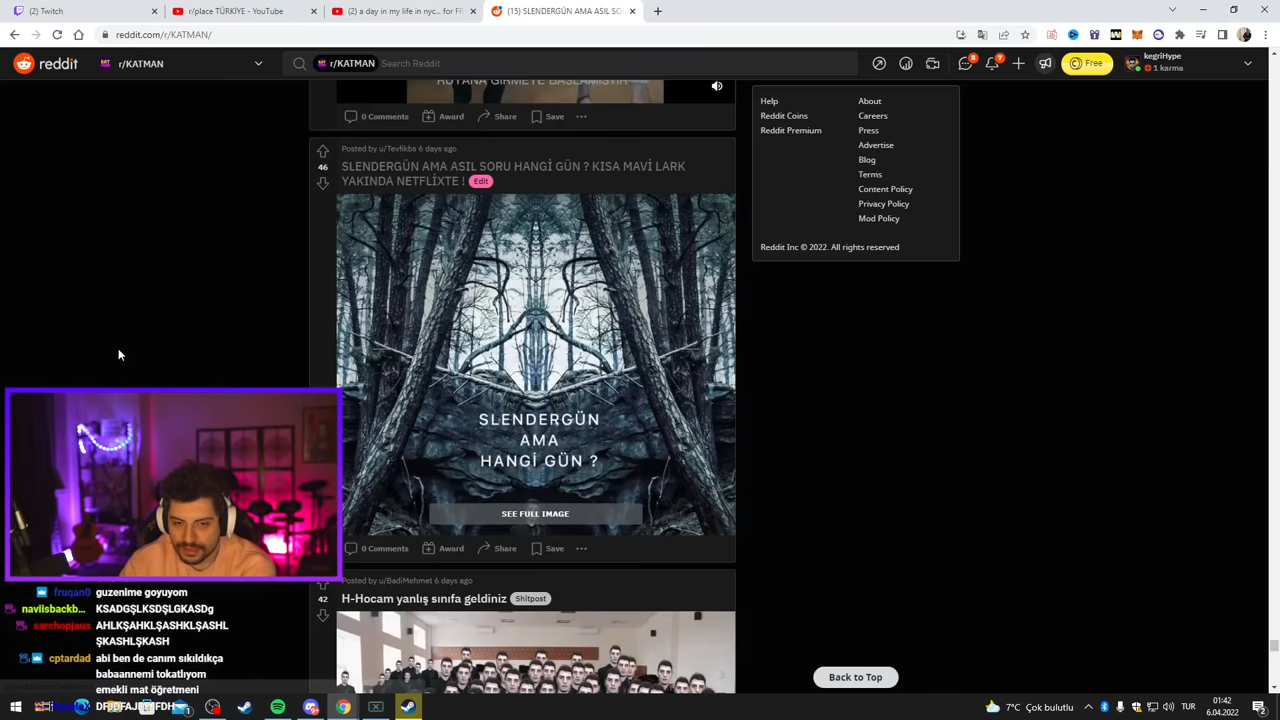 (2) Twitch
r/place TÜRKİYE - YouTube
(2) a day in my life in nyc... for FR
(15) SLENDERGÜN AMA ASIL SO
reddit.com/r/KATMAN/
reddit
r/KATMAN
r/KATMAN
Search Reddit
8
7
Free
kegriHype
1 karma
0 Comments
Award
Share
Save
Help
About
Reddit Coins
Careers
Reddit Premium
Press
Advertise
Blog
Terms
Content Policy
Privacy Policy
Mod Policy
Reddit Inc © 2022. All rights reserved
Posted by u/Tevfikbs 6 days ago
46
SLENDERGÜN AMA ASIL SORU HANGİ GÜN ? KISA MAVİ LARK
YAKINDA NETFLİXTE ! Edit
SLENDERGÜN
AMA
HANGİ GÜN ?
SEE FULL IMAGE
0 Comments
Award
Share
Save
Posted by u/BadiMehmet 6 days ago
42
H-Hocam yanlış sınıfa geldiniz Shitpost
Back to Top
fruqan0 guzenime goyuyom
navlisbackb... KSADGŞLKSDŞLGKASDg
sarchopjaus AHLKŞAHKLŞASHKLŞASHL
ŞKASHLŞKASH
cptardad abi ben de canım sıkıldıkça
babaannemi tokatlıyom
emekli mat öğretmeni
7°C Çok bulutlu
TUR
01:42
6.04.2022
2